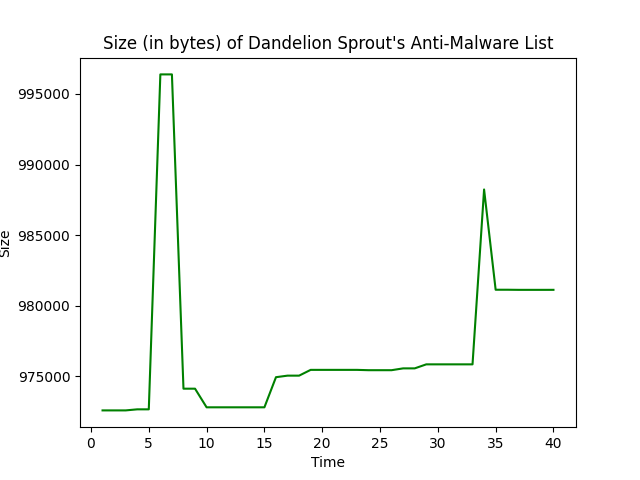 Size (in bytes) of Dandelion Sprout's Anti-Malware List
995000
990000
985000
980000
975000
Size
0 5 10 15 20 25 30 35 40
Time